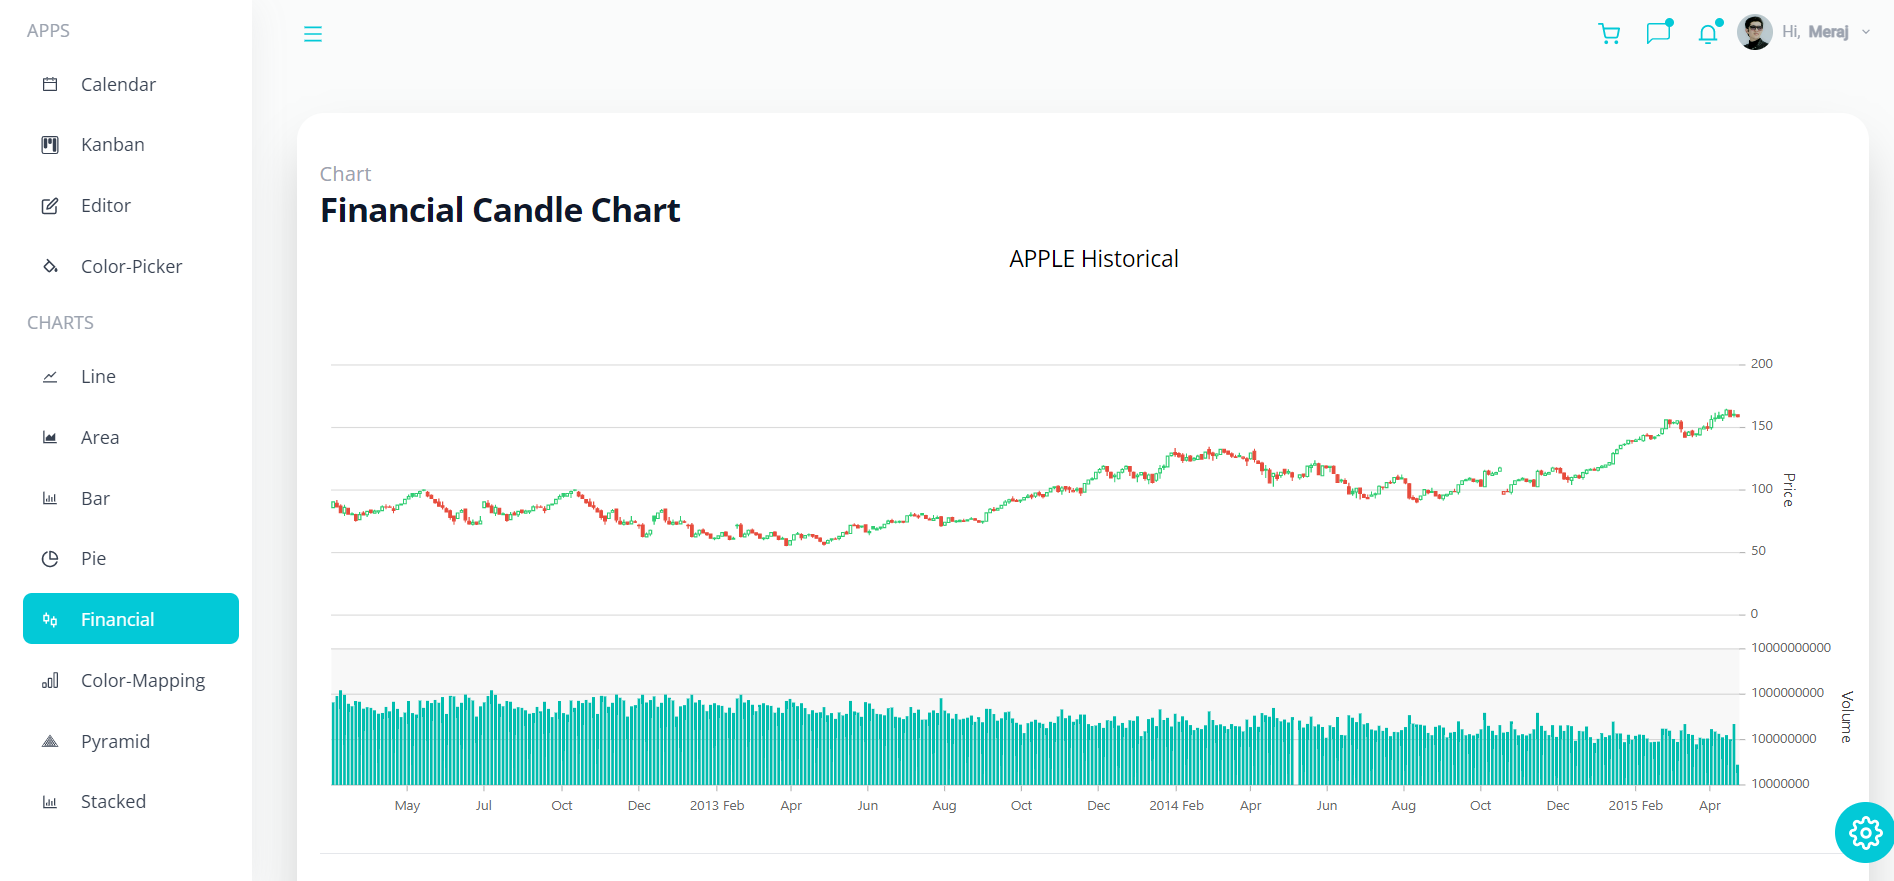 APPS
Calendar
Kanban
Editor
Color-Picker
CHARTS
Line
Area
Bar
Pie
Financial
Color-Mapping
Pyramid
Stacked
Hi, Meraj
Chart
Financial Candle Chart
APPLE Historical
200
150
100
50
0
Price
10000000000
1000000000
100000000
10000000
Volume
May Jul Oct Dec 2013 Feb Apr Jun Aug Oct Dec 2014 Feb Apr Jun Aug Oct Dec 2015 Feb Apr